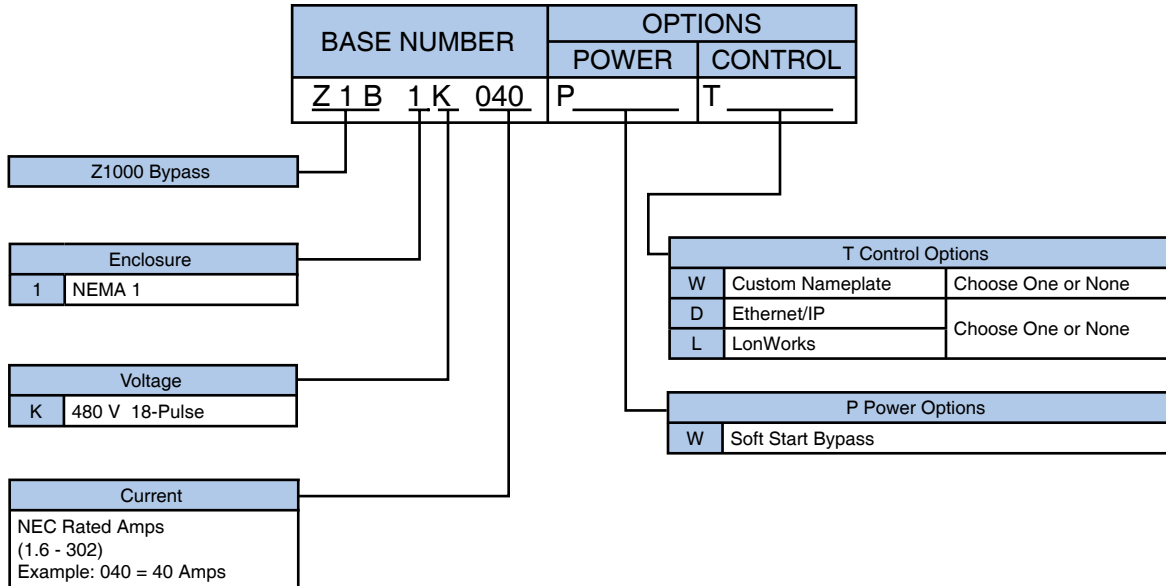 BASE NUMBER
OPTIONS
POWER
CONTROL
Z 1 B 1 K 040
P
T
Z1000 Bypass
Enclosure
1 NEMA 1
Voltage
K 480 V 18-Pulse
Current
NEC Rated Amps
(1.6 - 302)
Example: 040 = 40 Amps
T Control Options
W Custom Nameplate Choose One or None
D Ethernet/IP
Choose One or None
L LonWorks
P Power Options
W Soft Start Bypass